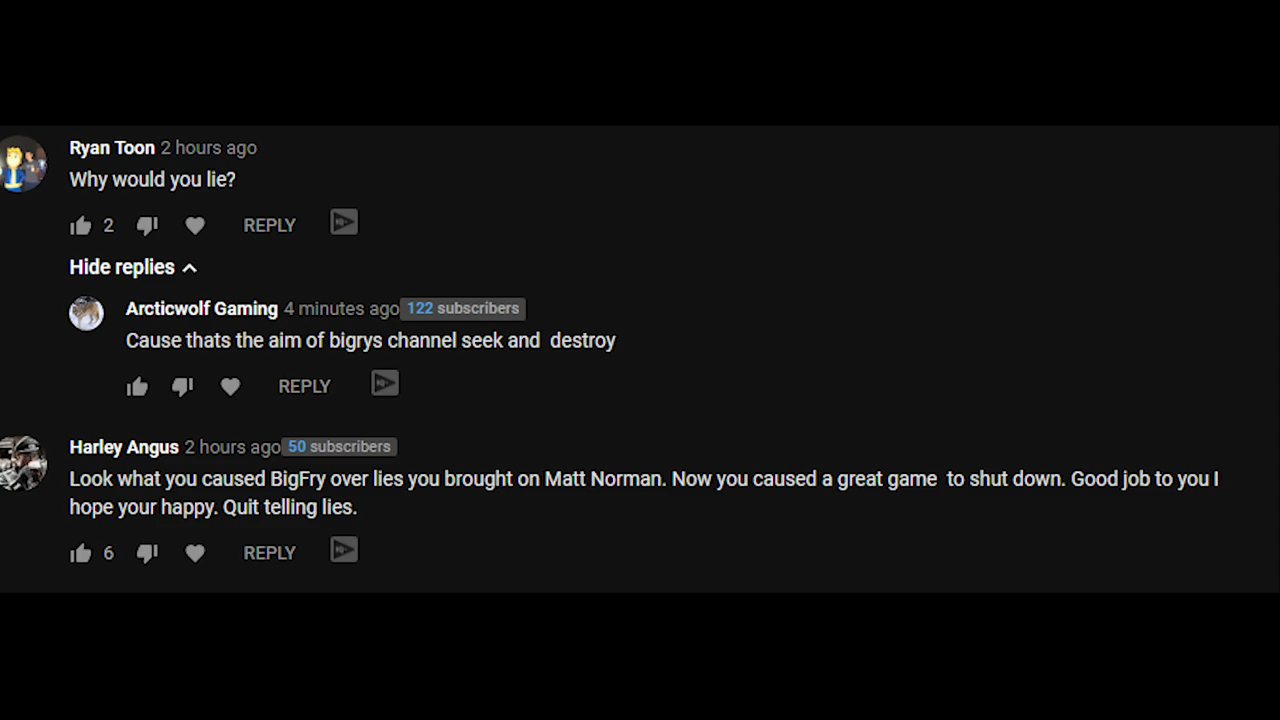 Ryan Toon 2 hours ago
Why would you lie?
2 REPLY
Hide replies
Arcticwolf Gaming 4 minutes ago 122 subscribers
Cause thats the aim of bigrys channel seek and  destroy
REPLY
Harley Angus 2 hours ago 50 subscribers
Look what you caused BigFry over lies you brought on Matt Norman. Now you caused a great game  to shut down. Good job to you I
hope your happy. Quit telling lies.
6 REPLY